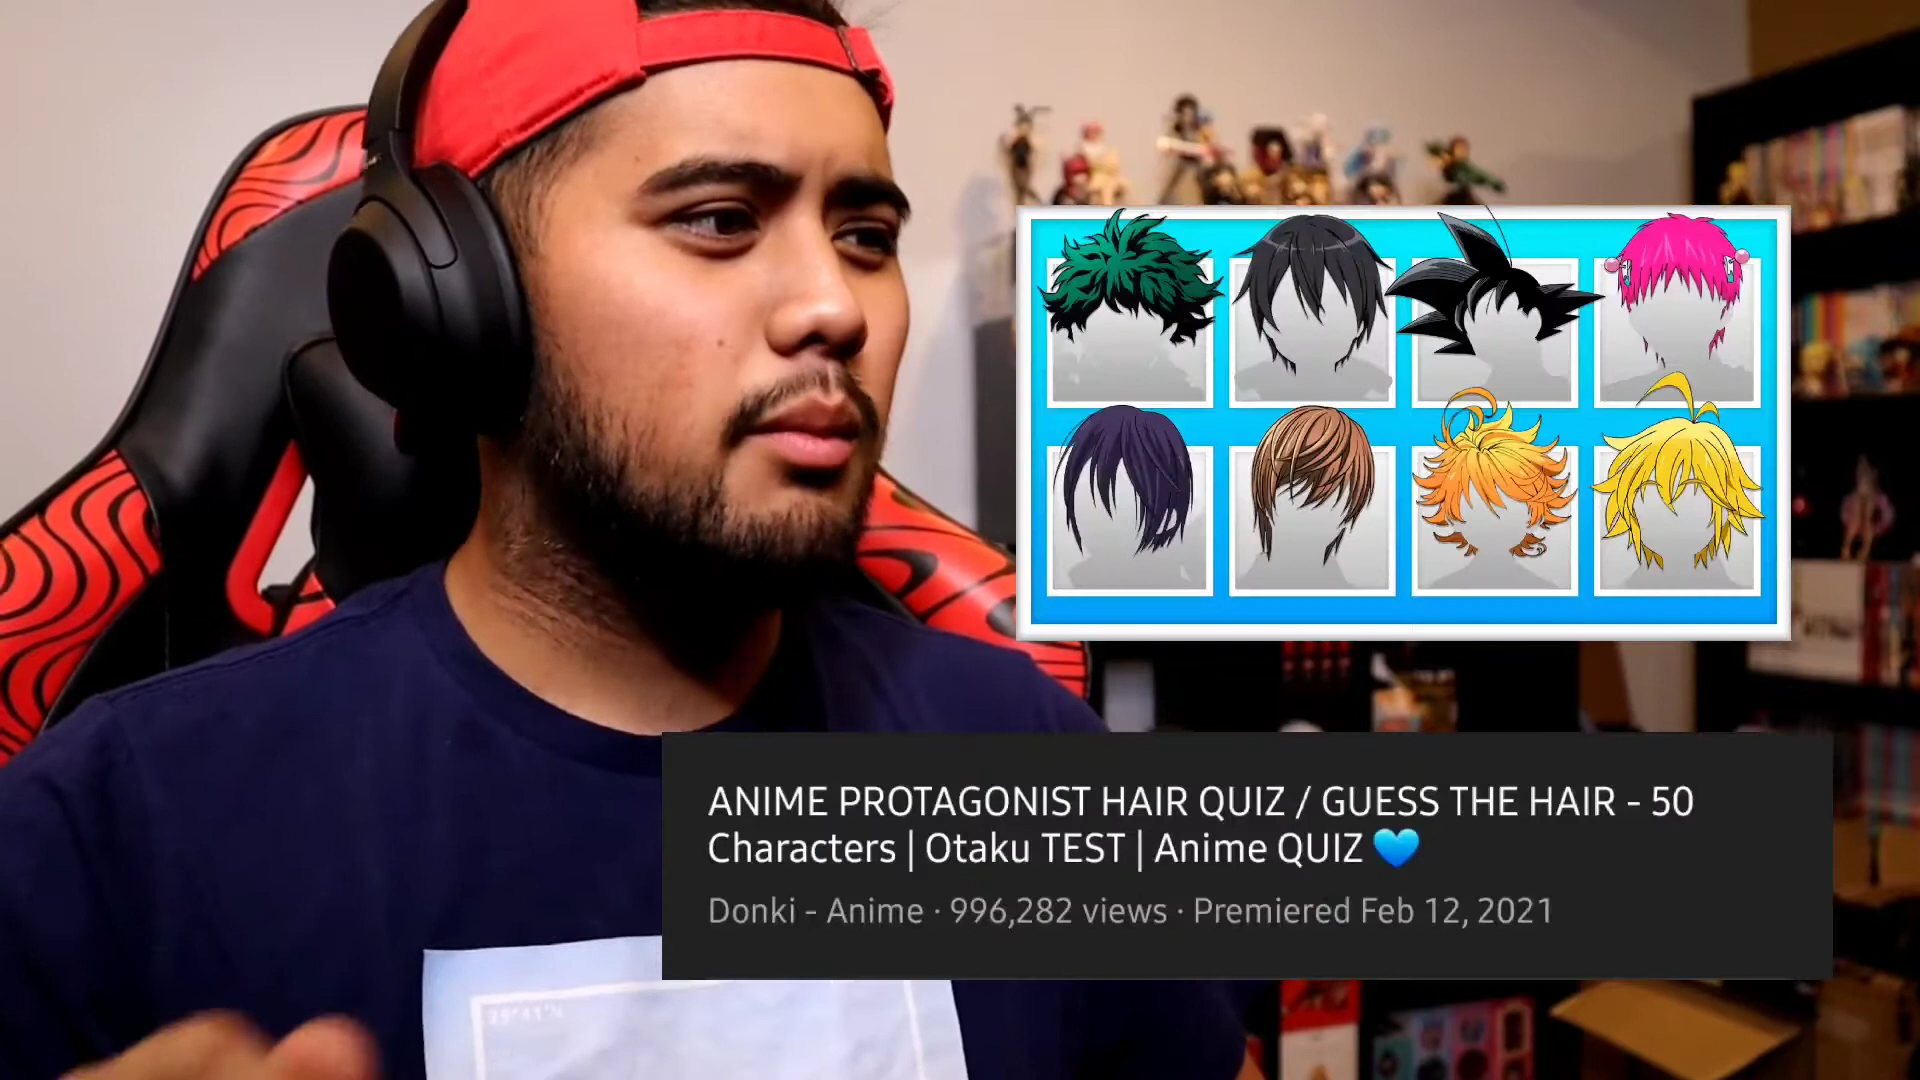 ANIME PROTAGONIST HAIR QUIZ / GUESS THE HAIR - 50
Characters | Otaku TEST | Anime QUIZ 💙
Donki - Anime · 996,282 views · Premiered Feb 12, 2021